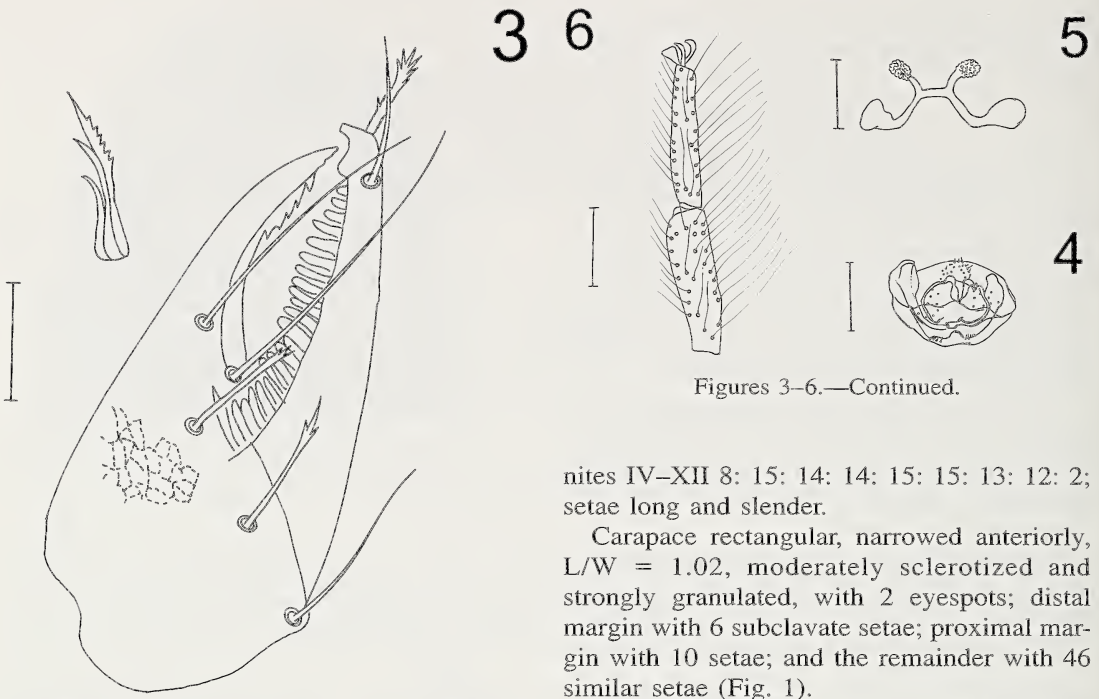 3
6
5
4
Figures 3–6.—Continued.
nites IV–XII 8: 15: 14: 14: 15: 15: 13: 12: 2;
setae long and slender.
Carapace rectangular, narrowed anteriorly,
L/W = 1.02, moderately sclerotized and
strongly granulated, with 2 eyespots; distal
margin with 6 subclavate setae; proximal mar-
gin with 10 setae; and the remainder with 46
similar setae (Fig. 1).